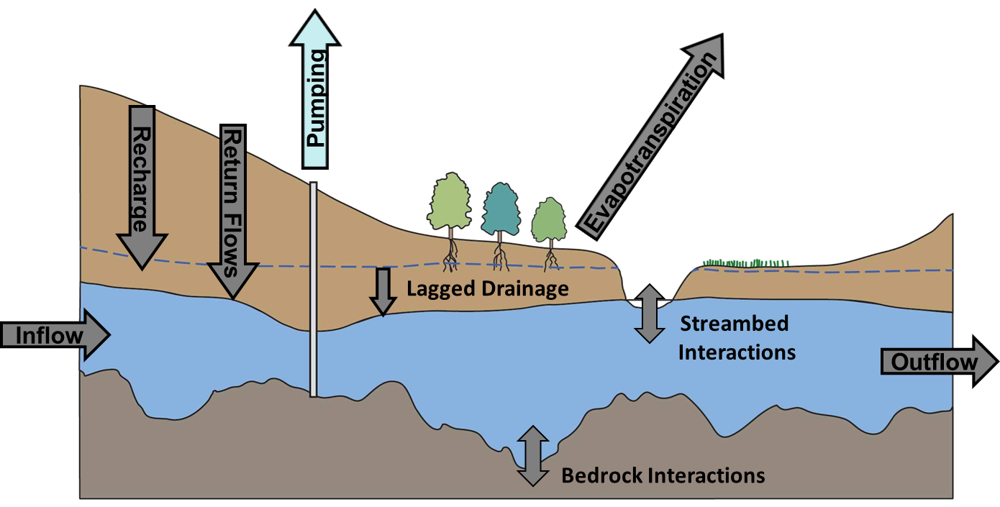 Pumping
Evapotranspiration
Recharge
Return Flows
Lagged Drainage
Inflow
Streambed
Interactions
Outflow
Bedrock Interactions